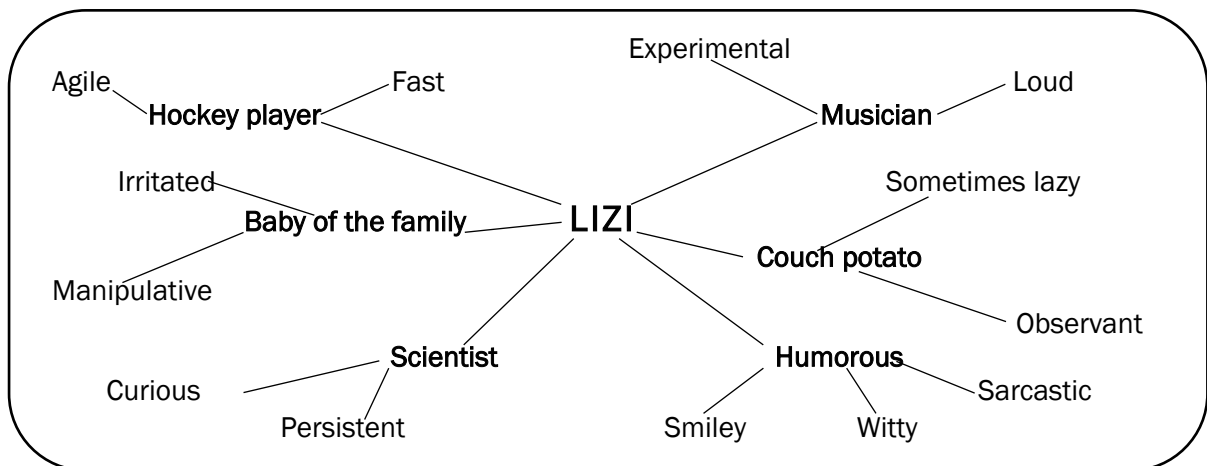 Experimental
Agile
Fast
Loud
Hockey player
Musician
Irritated
Sometimes lazy
Baby of the family
LIZI
Couch potato
Manipulative
Observant
Scientist
Humorous
Curious
Sarcastic
Persistent
Smiley
Witty